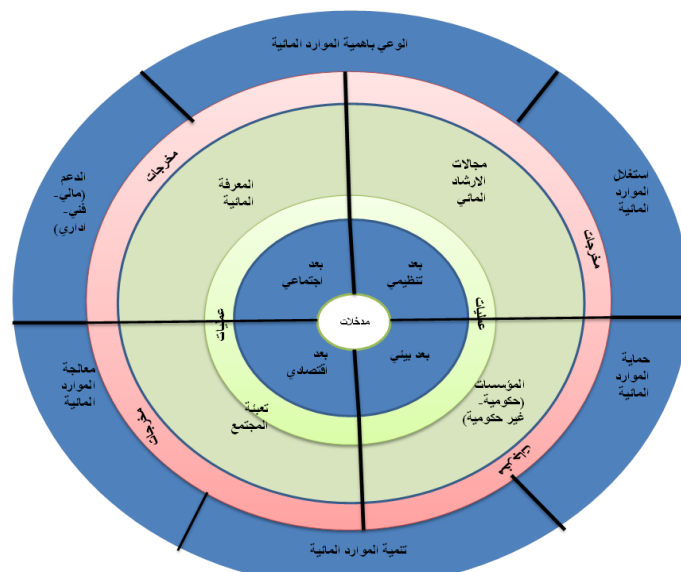 الوعي باهمية الموارد المائية
مخرجات
مجالات
الارشاد
المائي
المعرفة
المائية
استغلال
الموارد
المائية
الدعم
(مالي-
فني-
اداري)
مخرجات
بعد
تنظيمي
بعد
اجتماعي
مدخلات
عمليات
عمليات
بعد بيئي
بعد
اقتصادي
حماية
الموارد
المائية
معالجة
الموارد
المائية
المؤسسات
(حكومية-
غير حكومية)
تعبئة
المجتمع
مخرجات
مخرجات
تنمية الموارد المائية